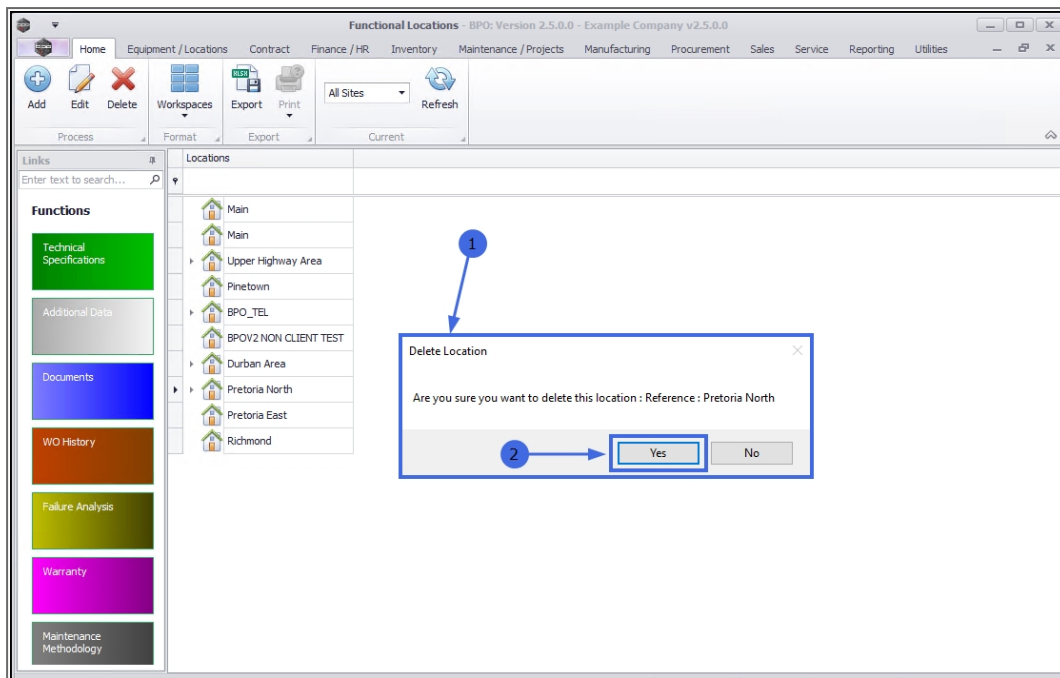 Functional Locations - BPO: Version 2.5.0.0 - Example Company v2.5.0.0
Home Equipment / Locations Contract Finance / HR Inventory Maintenance / Projects Manufacturing Procurement Sales Service Reporting Utilities
Add Edit Delete Workspaces XLSX Export Print All Sites Refresh
Process Format Export Current
Links
Enter text to search...
Functions
Technical
Specifications
Additional Data
Documents
WO History
Failure Analysis
Warranty
Maintenance
Methodology
Locations
Main
Main
Upper Highway Area
Pinetown
BPO_TEL
BPOV2 NON CLIENT TEST
Durban Area
Pretoria North
Pretoria East
Richmond
1
Delete Location
Are you sure you want to delete this location : Reference : Pretoria North
2
Yes No